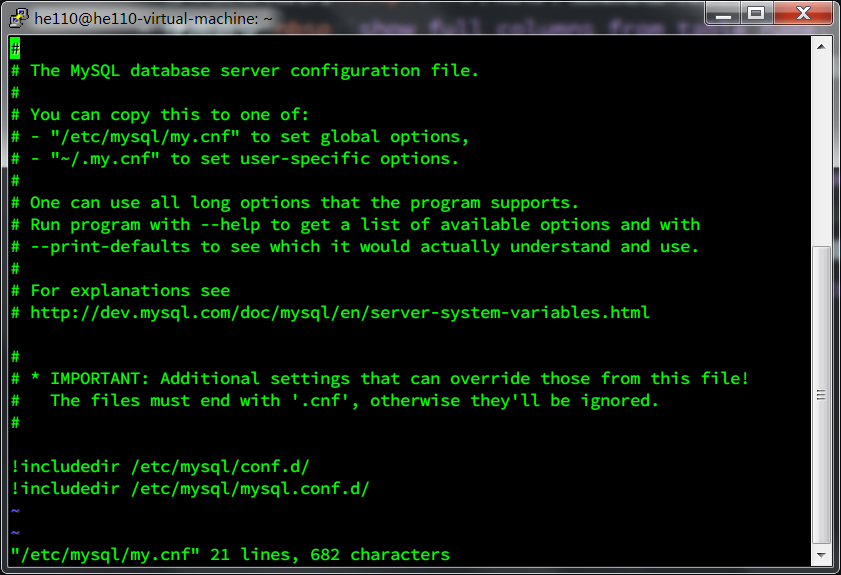 he110@he110-virtual-machine: ~
#
# The MySQL database server configuration file.
#
# You can copy this to one of:
# - "/etc/mysql/my.cnf" to set global options,
# - "~/.my.cnf" to set user-specific options.
#
# One can use all long options that the program supports.
# Run program with --help to get a list of available options and with
# --print-defaults to see which it would actually understand and use.
#
# For explanations see
# http://dev.mysql.com/doc/mysql/en/server-system-variables.html
#
# * IMPORTANT: Additional settings that can override those from this file!
#   The files must end with '.cnf', otherwise they'll be ignored.
#
!includedir /etc/mysql/conf.d/
!includedir /etc/mysql/mysql.conf.d/
~
~
"/etc/mysql/my.cnf" 21 lines, 682 characters